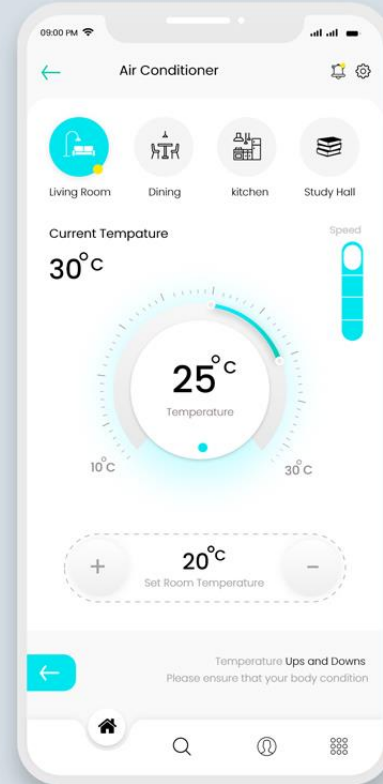 09:00 PM
Air Conditioner
Living Room
Dining
kitchen
Study Hall
Current Tempature
Speed
30°C
25°C
Temperature
10°C
30°C
+
20°C
-
Set Room Temperature
Temperature Ups and Downs
Please ensure that your body condition